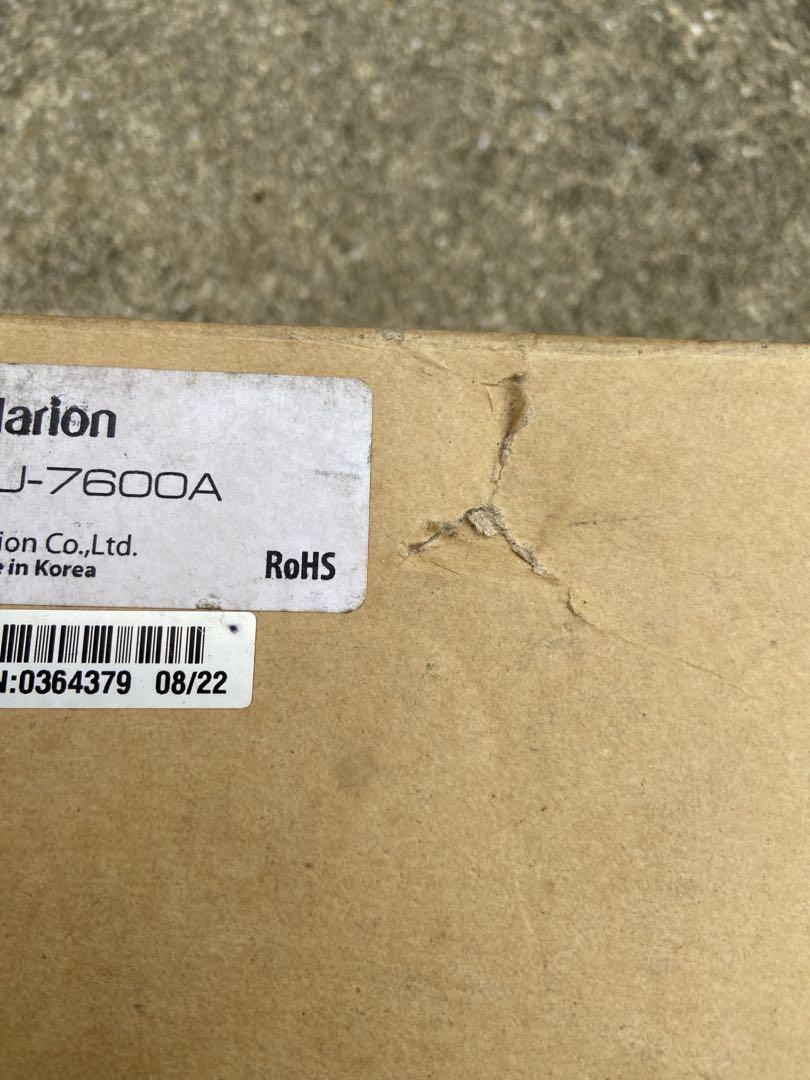 larion
J-7600A
ion Co.,Ltd.
e in Korea
RoHS
N:0364379 08/22